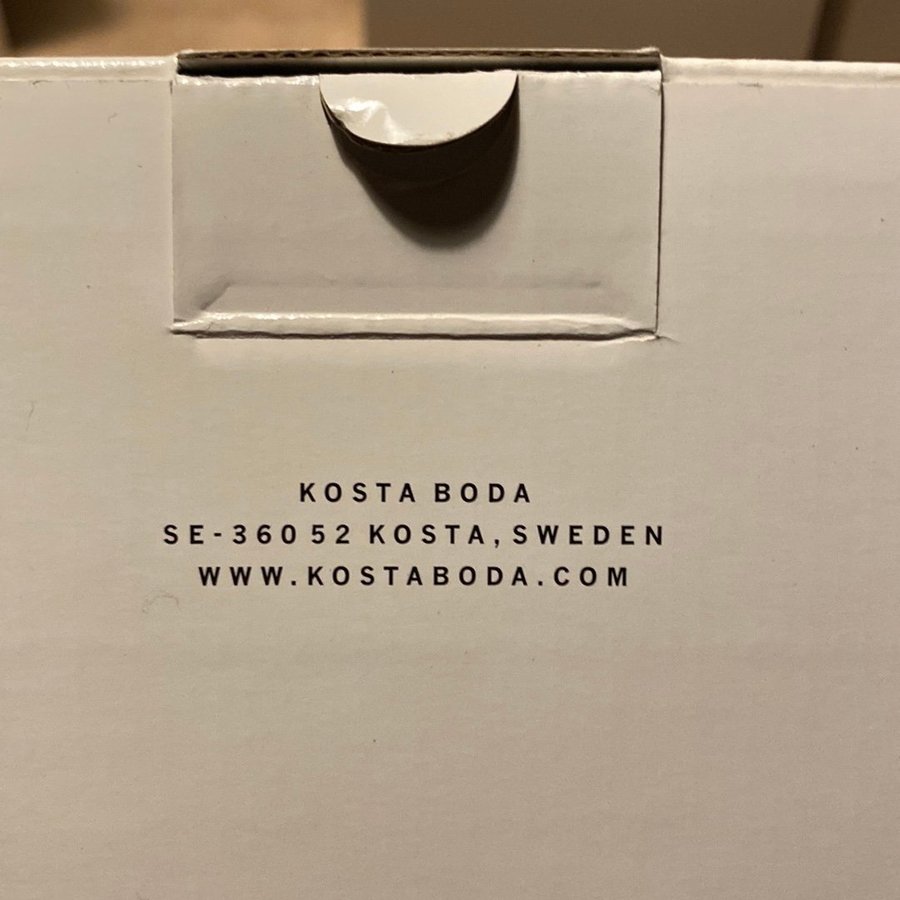 KOSTA BODA
SE-360 52 KOSTA, SWEDEN
WWW.KOSTABODA.COM